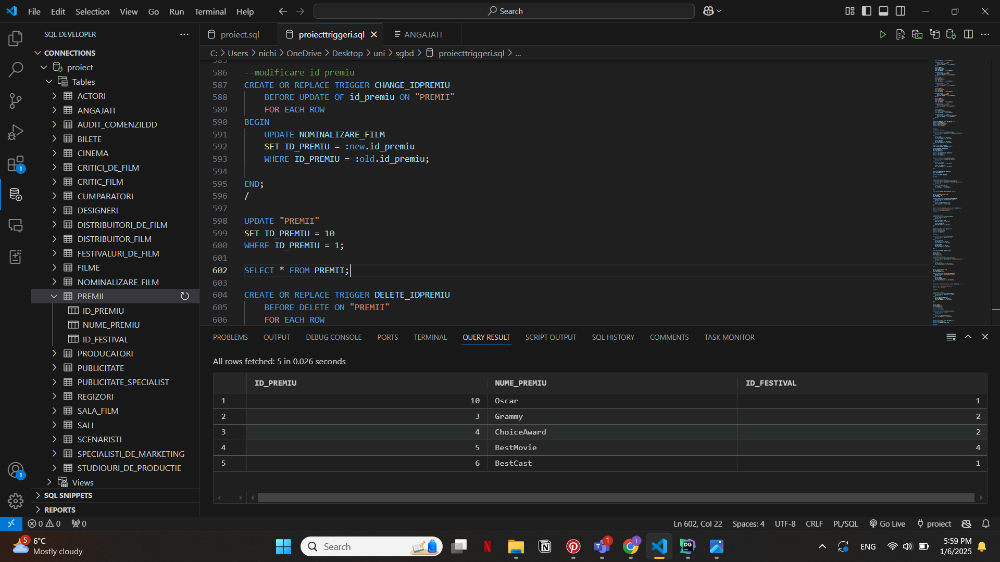 File Edit Selection View Go Run Terminal Help
Search
SQL DEVELOPER
CONNECTIONS
proiect
Tables
ACTORI
ANGAJATI
AUDIT_COMENZILDD
BILETE
CINEMA
CRITICI_DE_FILM
CRITIC_FILM
CUMPARATORI
DESIGNERI
DISTRIBUITORI_DE_FILM
DISTRIBUITOR_FILM
FESTIVALURI_DE_FILM
FILME
NOMINALIZARE_FILM
PREMII
ID_PREMIU
NUME_PREMIU
ID_FESTIVAL
PRODUCATORI
PUBLICITATE
PUBLICITATE_SPECIALIST
REGIZORI
SALA_FILM
SALI
SCENARISTI
SPECIALISTI_DE_MARKETING
STUDIOURI_DE_PRODUCTIE
Views
SQL SNIPPETS
REPORTS
proiect.sql proiecttriggeri.sql ANGAJATI
C: > Users > nichi > OneDrive > Desktop > uni > sgbd > proiecttriggeri.sql > ...
585
586 --modificare id premiu
587 CREATE OR REPLACE TRIGGER CHANGE_IDPREMIU
588 BEFORE UPDATE OF id_premiu ON "PREMII"
589 FOR EACH ROW
590 BEGIN
591 UPDATE NOMINALIZARE_FILM
592 SET ID_PREMIU = :new.id_premiu
593 WHERE ID_PREMIU = :old.id_premiu;
594
595 END;
596 /
597
598 UPDATE "PREMII"
599 SET ID_PREMIU = 10
600 WHERE ID_PREMIU = 1;
601
602 SELECT * FROM PREMII;
603
604 CREATE OR REPLACE TRIGGER DELETE_IDPREMIU
605 BEFORE DELETE ON "PREMII"
606 FOR EACH ROW
PROBLEMS OUTPUT DEBUG CONSOLE PORTS TERMINAL QUERY RESULT SCRIPT OUTPUT SQL HISTORY COMMENTS TASK MONITOR
All rows fetched: 5 in 0.026 seconds
ID_PREMIU NUME_PREMIU ID_FESTIVAL
1 10 Oscar 1
2 3 Grammy 2
3 4 ChoiceAward 2
4 5 BestMovie 4
5 6 BestCast 1
1
1
0 0 0
Ln 602, Col 22 Spaces: 4 UTF-8 CRLF PL/SQL Go Live proiect
5 6°C
Mostly cloudy
Search
N
1
DG
ENG
5:59 PM
1/6/2025